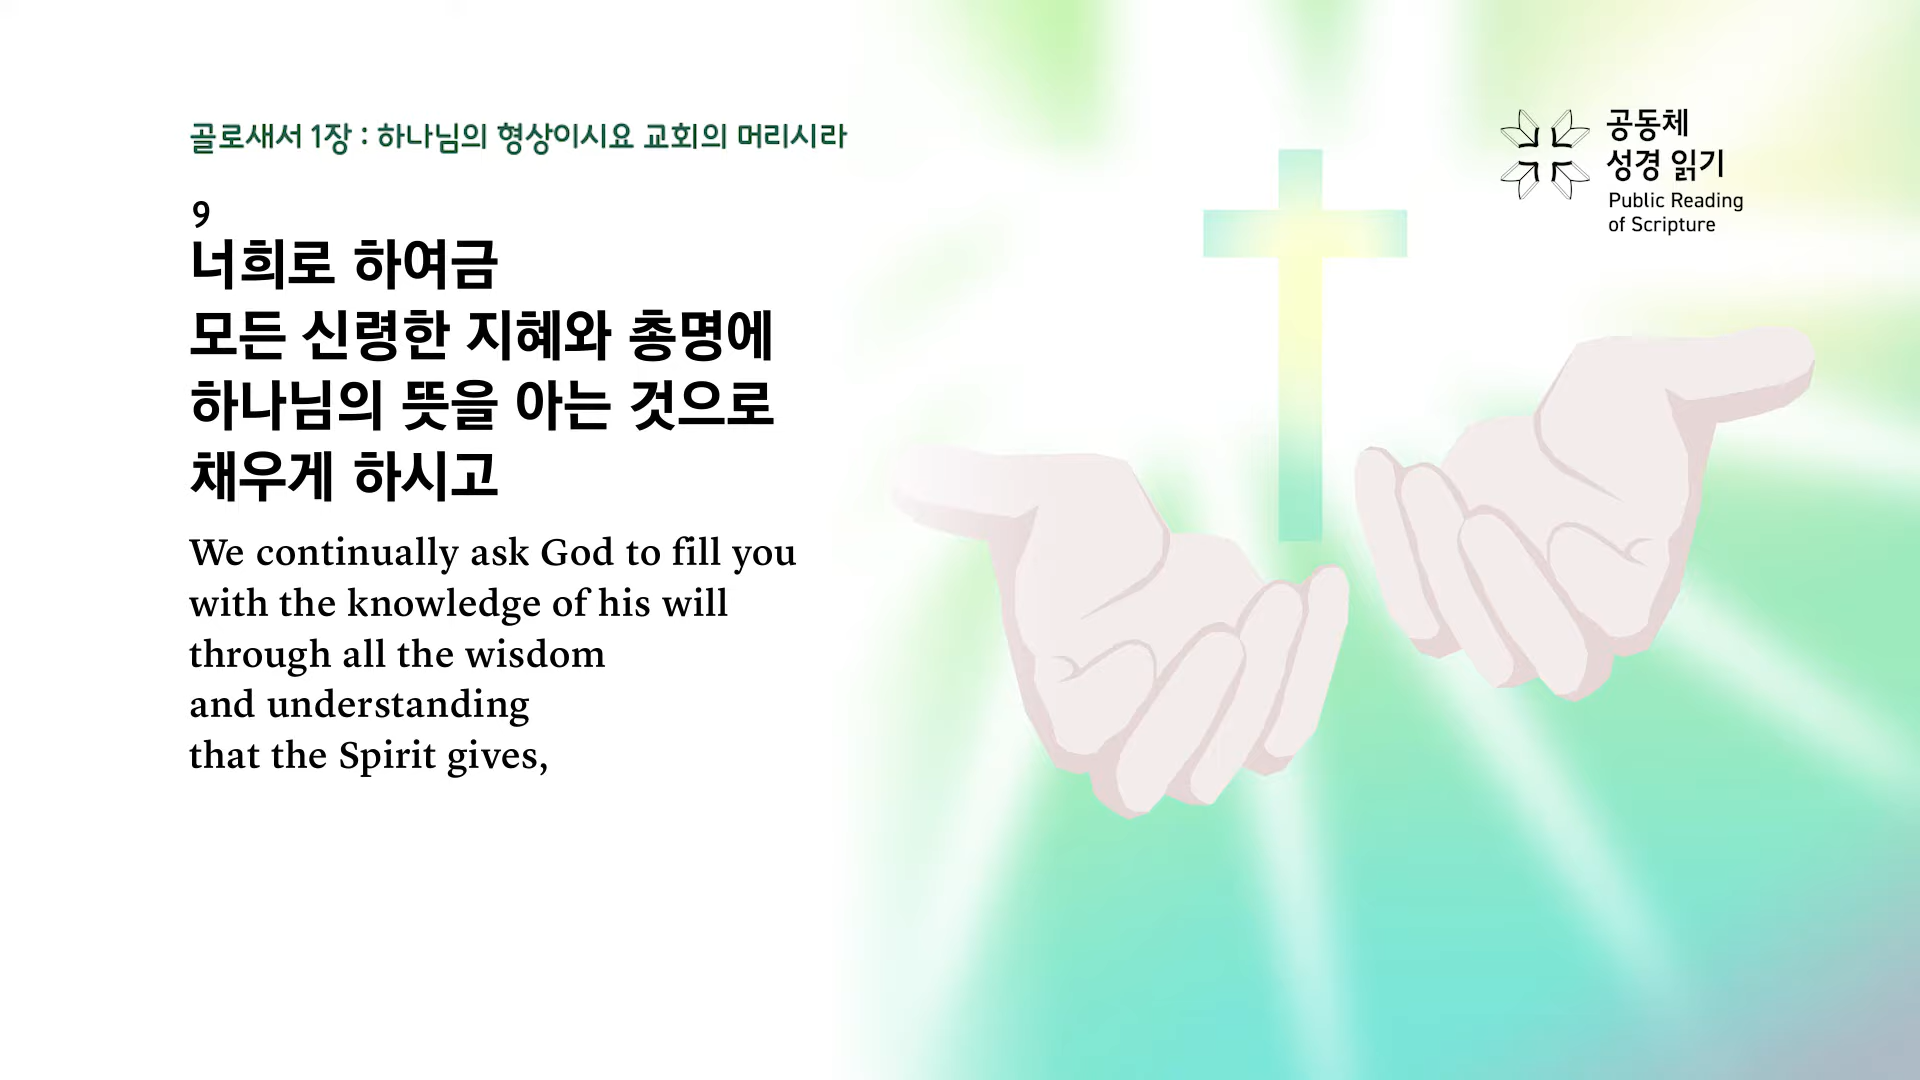 골로새서 1장 : 하나님의 형상이시요 교회의 머리시라
9
너희로 하여금
모든 신령한 지혜와 총명에
하나님의 뜻을 아는 것으로
채우게 하시고
We continually ask God to fill you
with the knowledge of his will
through all the wisdom
and understanding
that the Spirit gives,
공동체
성경 읽기
Public Reading
of Scripture